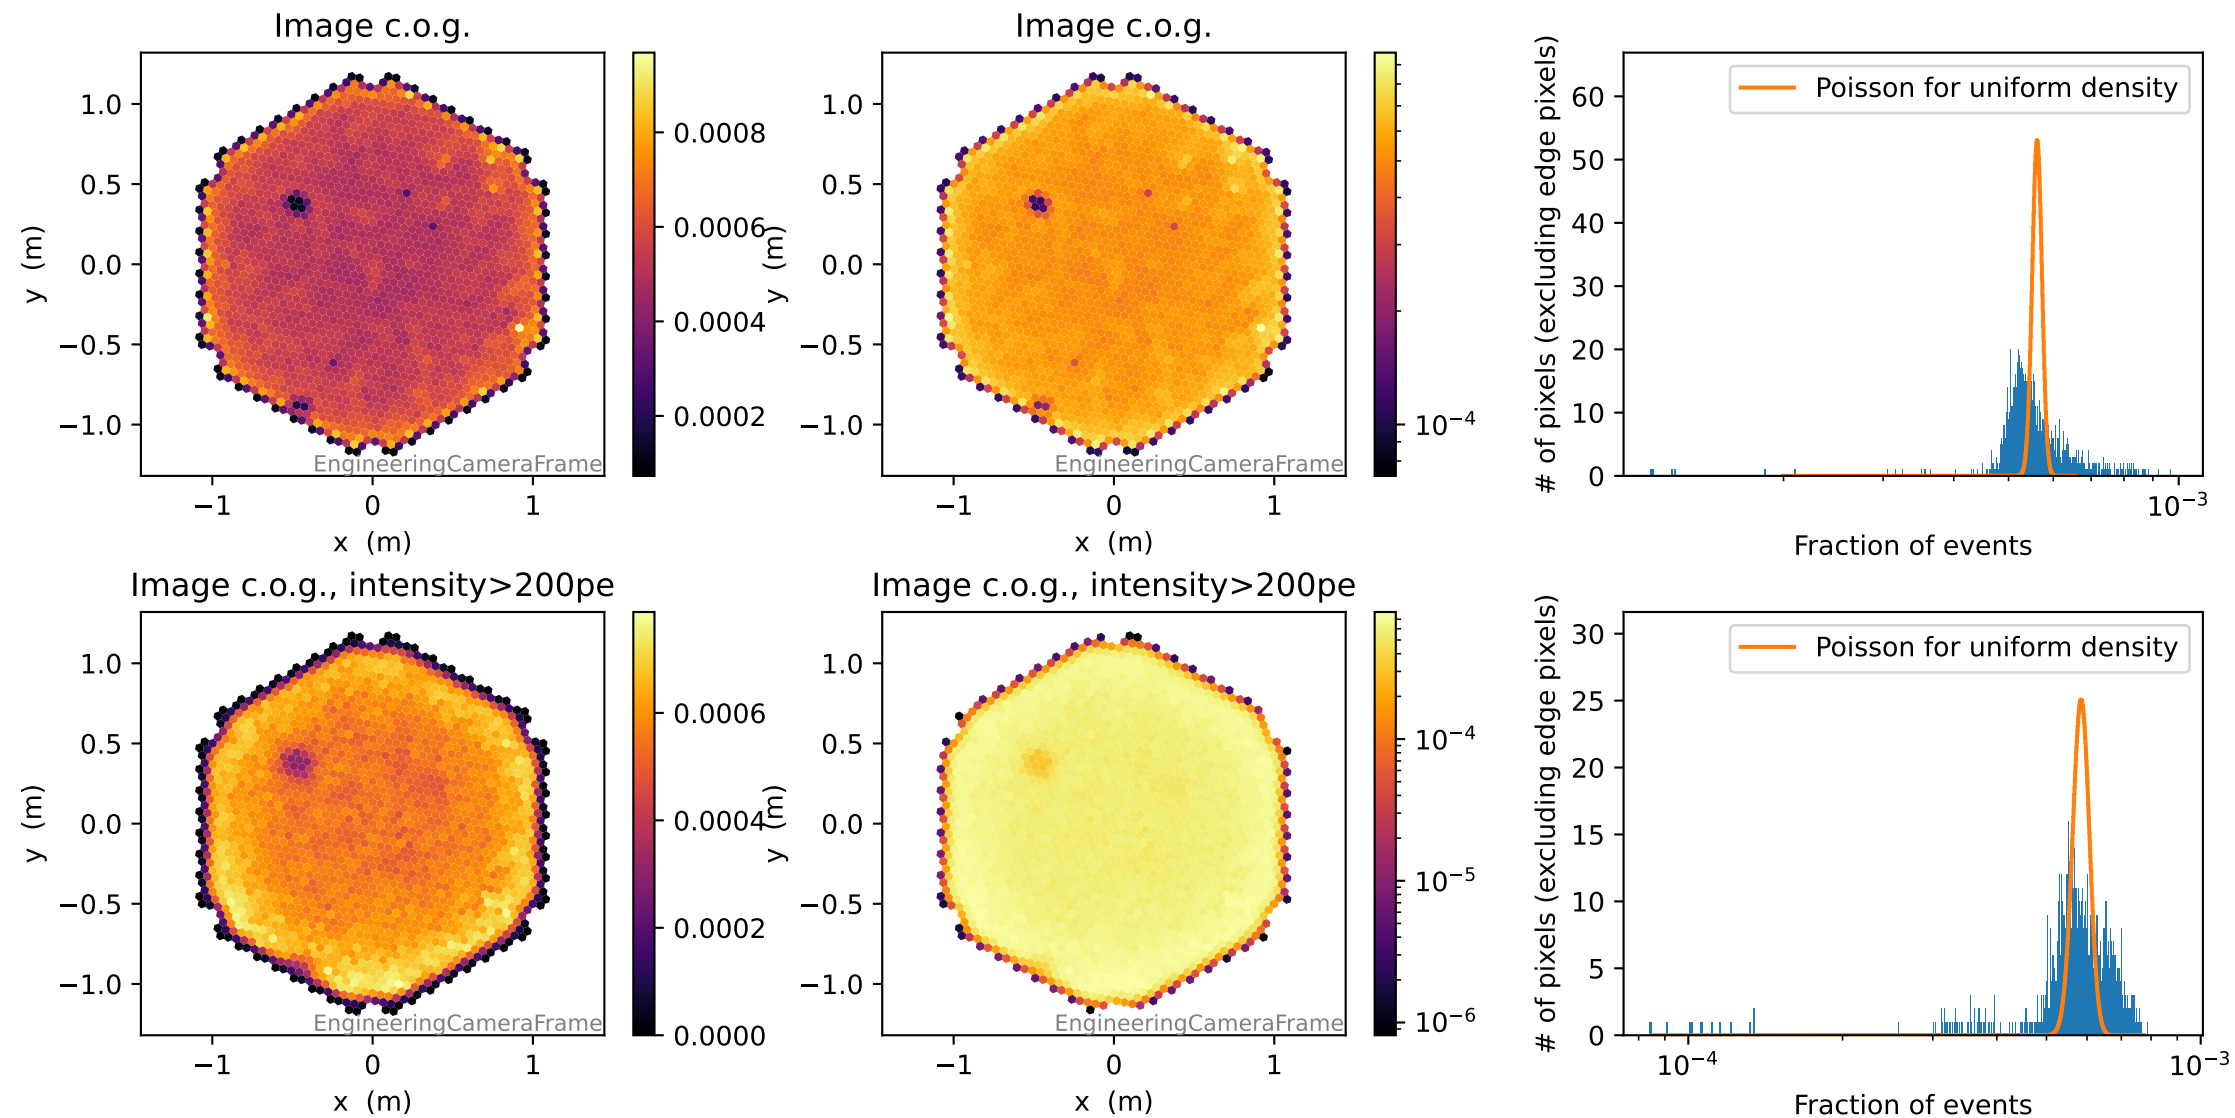 Image c.o.g.
1.0
0.5
0.0
−0.5
−1.0
y (m)
−1
0
1
x (m)
EngineeringCameraFrame
0.0008
0.0006
0.0004
0.0002
Image c.o.g.
1.0
0.5
0.0
−0.5
−1.0
y (m)
−1
0
1
x (m)
EngineeringCameraFrame
10⁻⁴
# of pixels (excluding edge pixels)
60
50
40
30
20
10
0
Poisson for uniform density
10⁻³
Fraction of events
Image c.o.g., intensity>200pe
1.0
0.5
0.0
−0.5
−1.0
y (m)
−1
0
1
x (m)
EngineeringCameraFrame
0.0006
0.0004
0.0002
0.0000
Image c.o.g., intensity>200pe
1.0
0.5
0.0
−0.5
−1.0
y (m)
−1
0
1
x (m)
EngineeringCameraFrame
10⁻⁴
10⁻⁵
10⁻⁶
# of pixels (excluding edge pixels)
30
25
20
15
10
5
0
Poisson for uniform density
10⁻⁴
10⁻³
Fraction of events